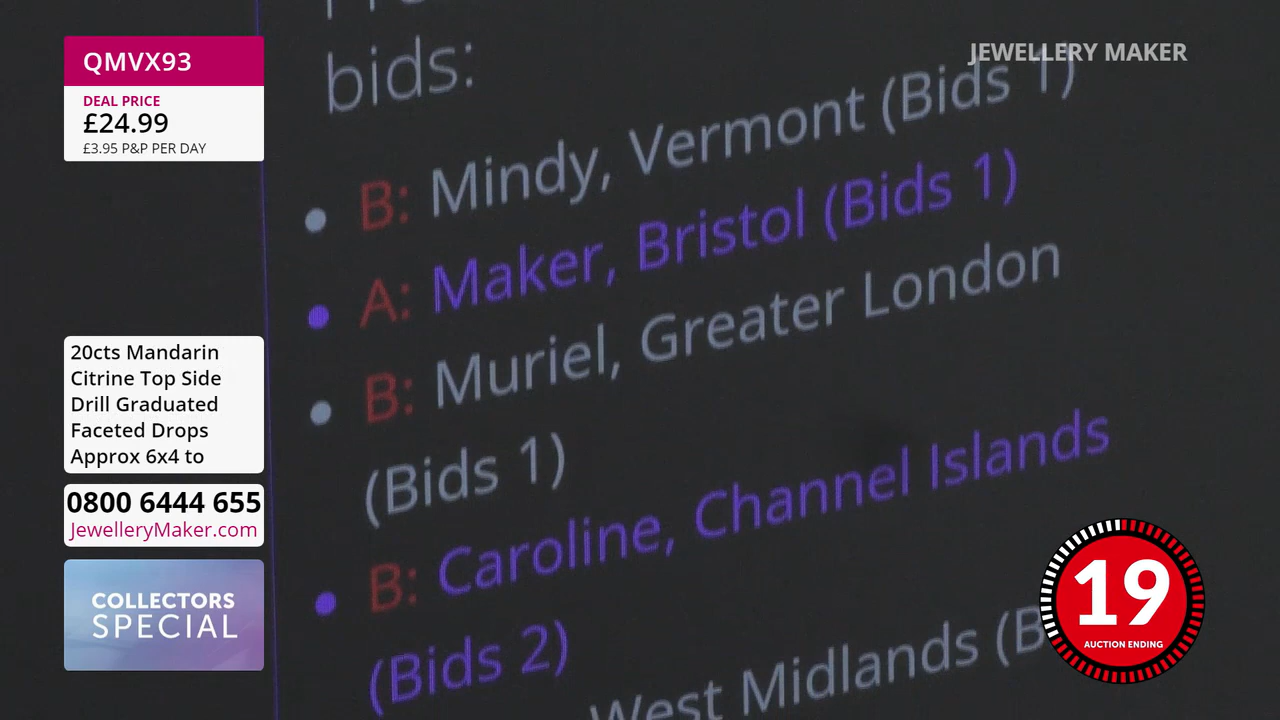 QMVX93
DEAL PRICE
£24.99
£3.95 P&P PER DAY
JEWELLERY MAKER
bids:
B: Mindy, Vermont (Bids 1)
A: Maker, Bristol (Bids 1)
B: Muriel, Greater London
(Bids 1)
B: Caroline, Channel Islands
(Bids 2)
West Midlands (B
20cts Mandarin
Citrine Top Side
Drill Graduated
Faceted Drops
Approx 6x4 to
0800 6444 655
JewelleryMaker.com
COLLECTORS
SPECIAL
19
AUCTION ENDING